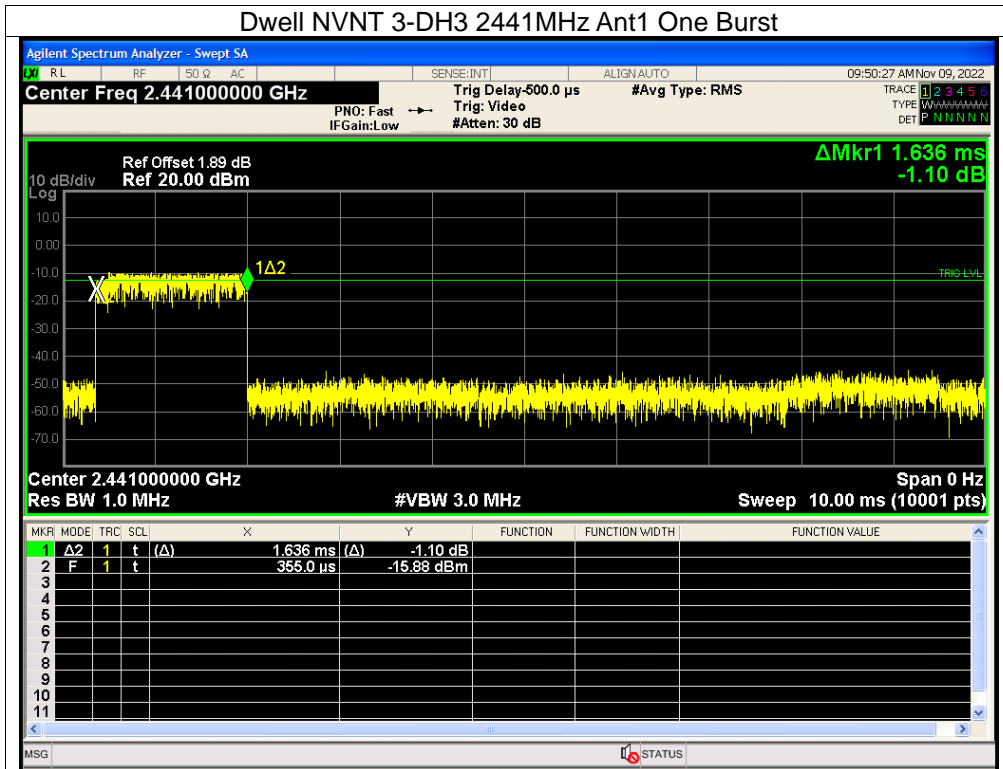 Dwell NVNT 3-DH3 2441MHz Ant1 One Burst
Agilent Spectrum Analyzer - Swept SA
LXI RL RF 50 Ω AC SENSE:INT ALIGN AUTO 09:50:27 AM Nov 09, 2022
Center Freq 2.441000000 GHz
PNO: Fast
IFGain:Low
Trig Delay-500.0 µs
Trig: Video
#Atten: 30 dB
#Avg Type: RMS
TRACE 1 2 3 4 5 6
TYPE WWWWWW
DET P N N N N N
ΔMkr1 1.636 ms
-1.10 dB
Ref Offset 1.89 dB
10 dB/div Ref 20.00 dBm
Log
10.0
0.00
-10.0
-20.0
-30.0
-40.0
-50.0
-60.0
-70.0
X
1Δ2
TRIG LVL
Center 2.441000000 GHz Span 0 Hz
Res BW 1.0 MHz #VBW 3.0 MHz Sweep 10.00 ms (10001 pts)
MKR MODE TRC SCL X Y FUNCTION FUNCTION WIDTH FUNCTION VALUE
1 Δ2 1 t (Δ) 1.636 ms (Δ) -1.10 dB
2 F 1 t 355.0 µs -15.88 dBm
3
4
5
6
7
8
9
10
11
MSG STATUS